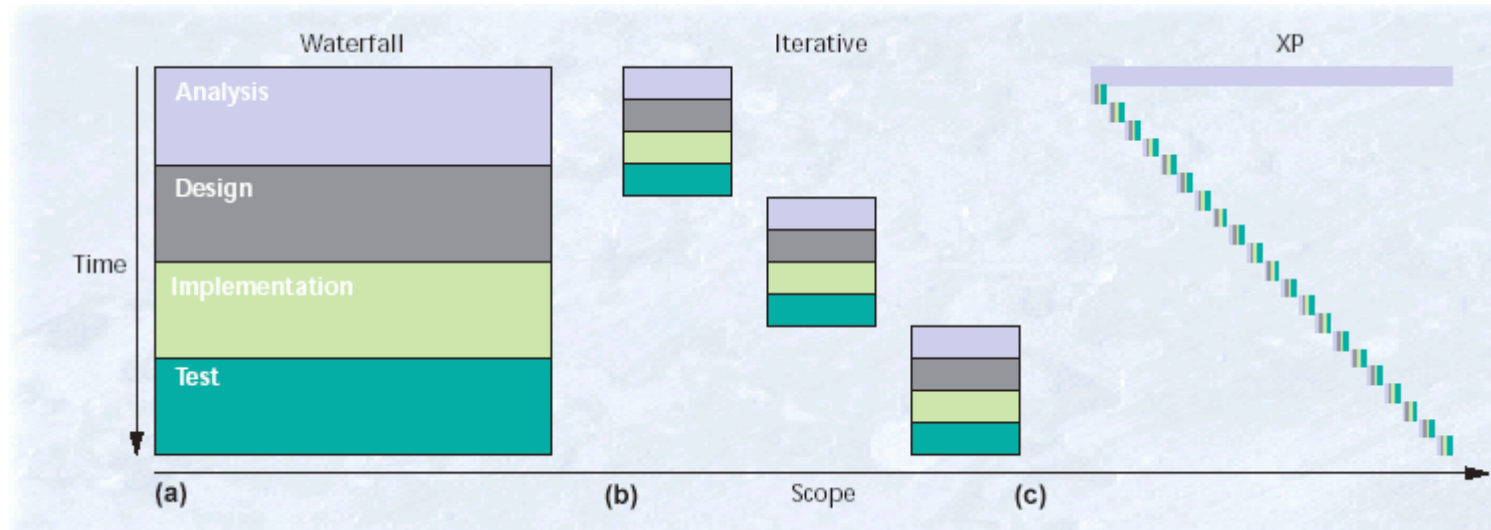 Waterfall
Iterative
XP
Analysis
Design
Time
Implementation
Test
(a)
(b)
Scope
(c)